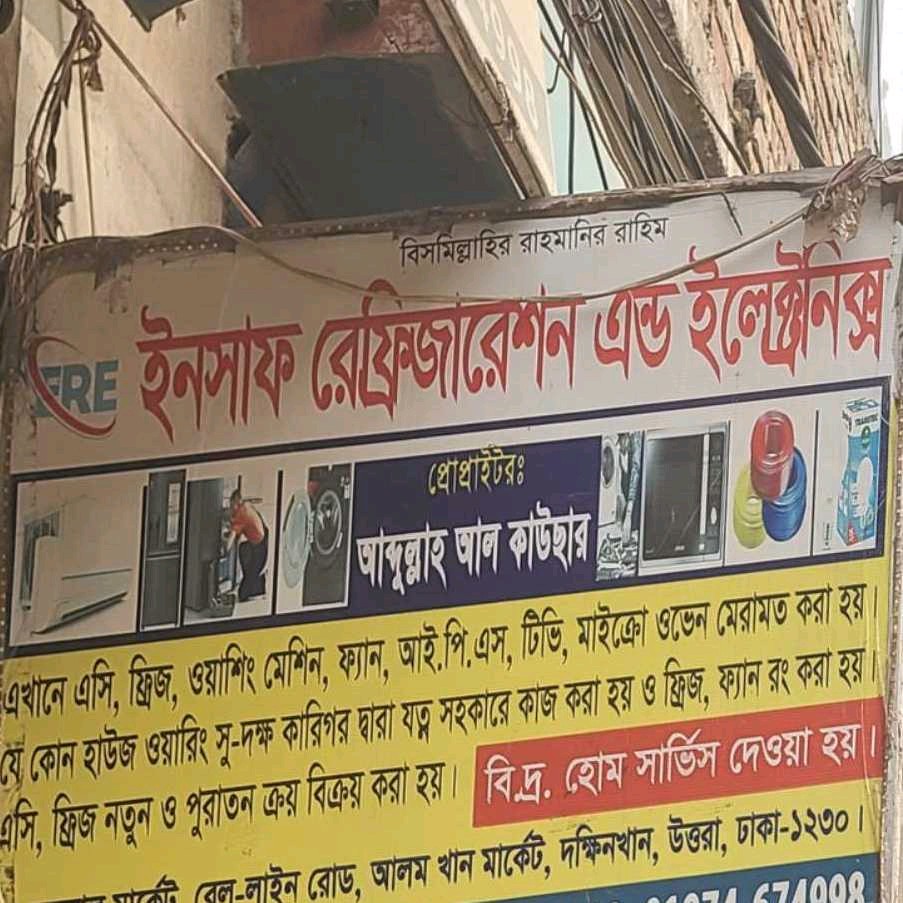 বিসমিল্লাহির রাহমানির রাহিম
ERE ইনসাফ রেফ্রিজারেশন এন্ড ইলেক্ট্রনিক্স
প্রোপ্রাইটরঃ
আব্দুল্লাহ আল কাউছার
এখানে এসি, ফ্রিজ, ওয়াশিং মেশিন, ফ্যান, আই.পি.এস, টিভি, মাইক্রো ওভেন মেরামত করা হয়।
যে কোন হাউজ ওয়ারিং সু-দক্ষ কারিগর দ্বারা যত্ন সহকারে কাজ করা হয় ও ফ্রিজ, ফ্যান রং করা হয়।
এসি, ফ্রিজ নতুন ও পুরাতন ক্রয় বিক্রয় করা হয়।
বি.দ্র. হোম সার্ভিস দেওয়া হয়।
মার্কেট, রেল-লাইন রোড, আলম খান মার্কেট, দক্ষিনখান, উত্তরা, ঢাকা-১২৩০।
674998